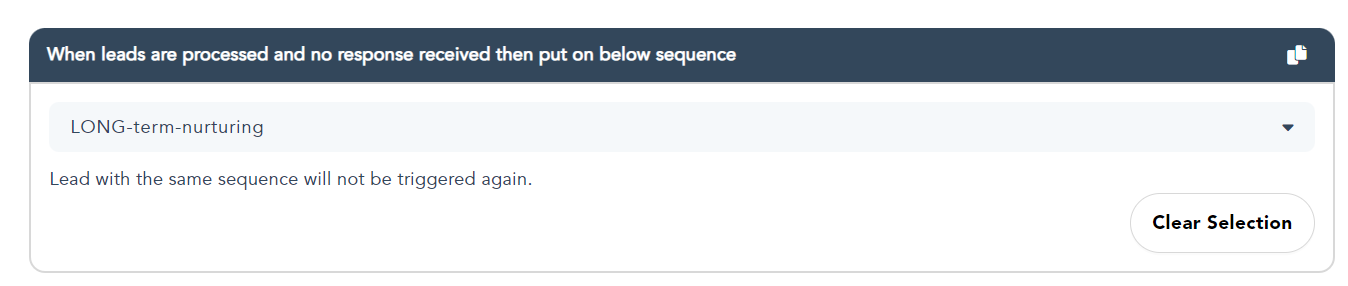 When leads are processed and no response received then put on below sequence
LONG-term-nurturing
Lead with the same sequence will not be triggered again.
Clear Selection